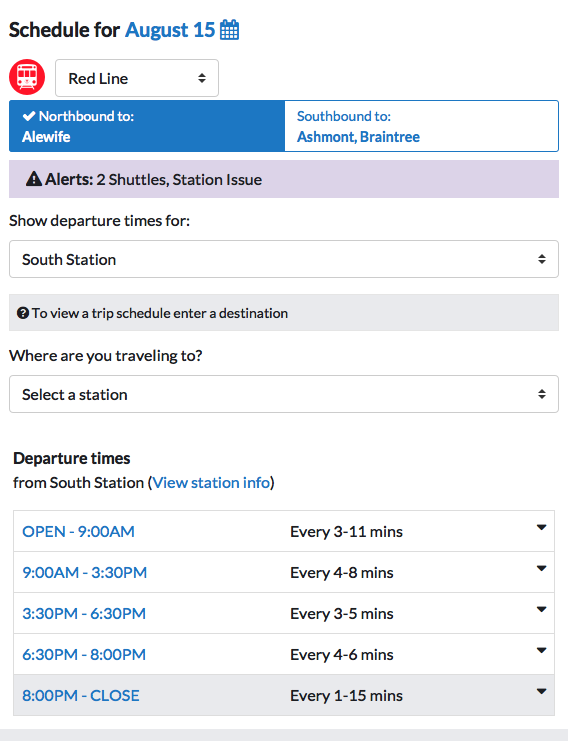 Schedule for August 15
Red Line
Northbound to:
Alewife
Southbound to:
Ashmont, Braintree
Alerts: 2 Shuttles, Station Issue
Show departure times for:
South Station
To view a trip schedule enter a destination
Where are you traveling to?
Select a station
Departure times
from South Station (View station info)
OPEN - 9:00AM Every 3-11 mins
9:00AM - 3:30PM Every 4-8 mins
3:30PM - 6:30PM Every 3-5 mins
6:30PM - 8:00PM Every 4-6 mins
8:00PM - CLOSE Every 1-15 mins